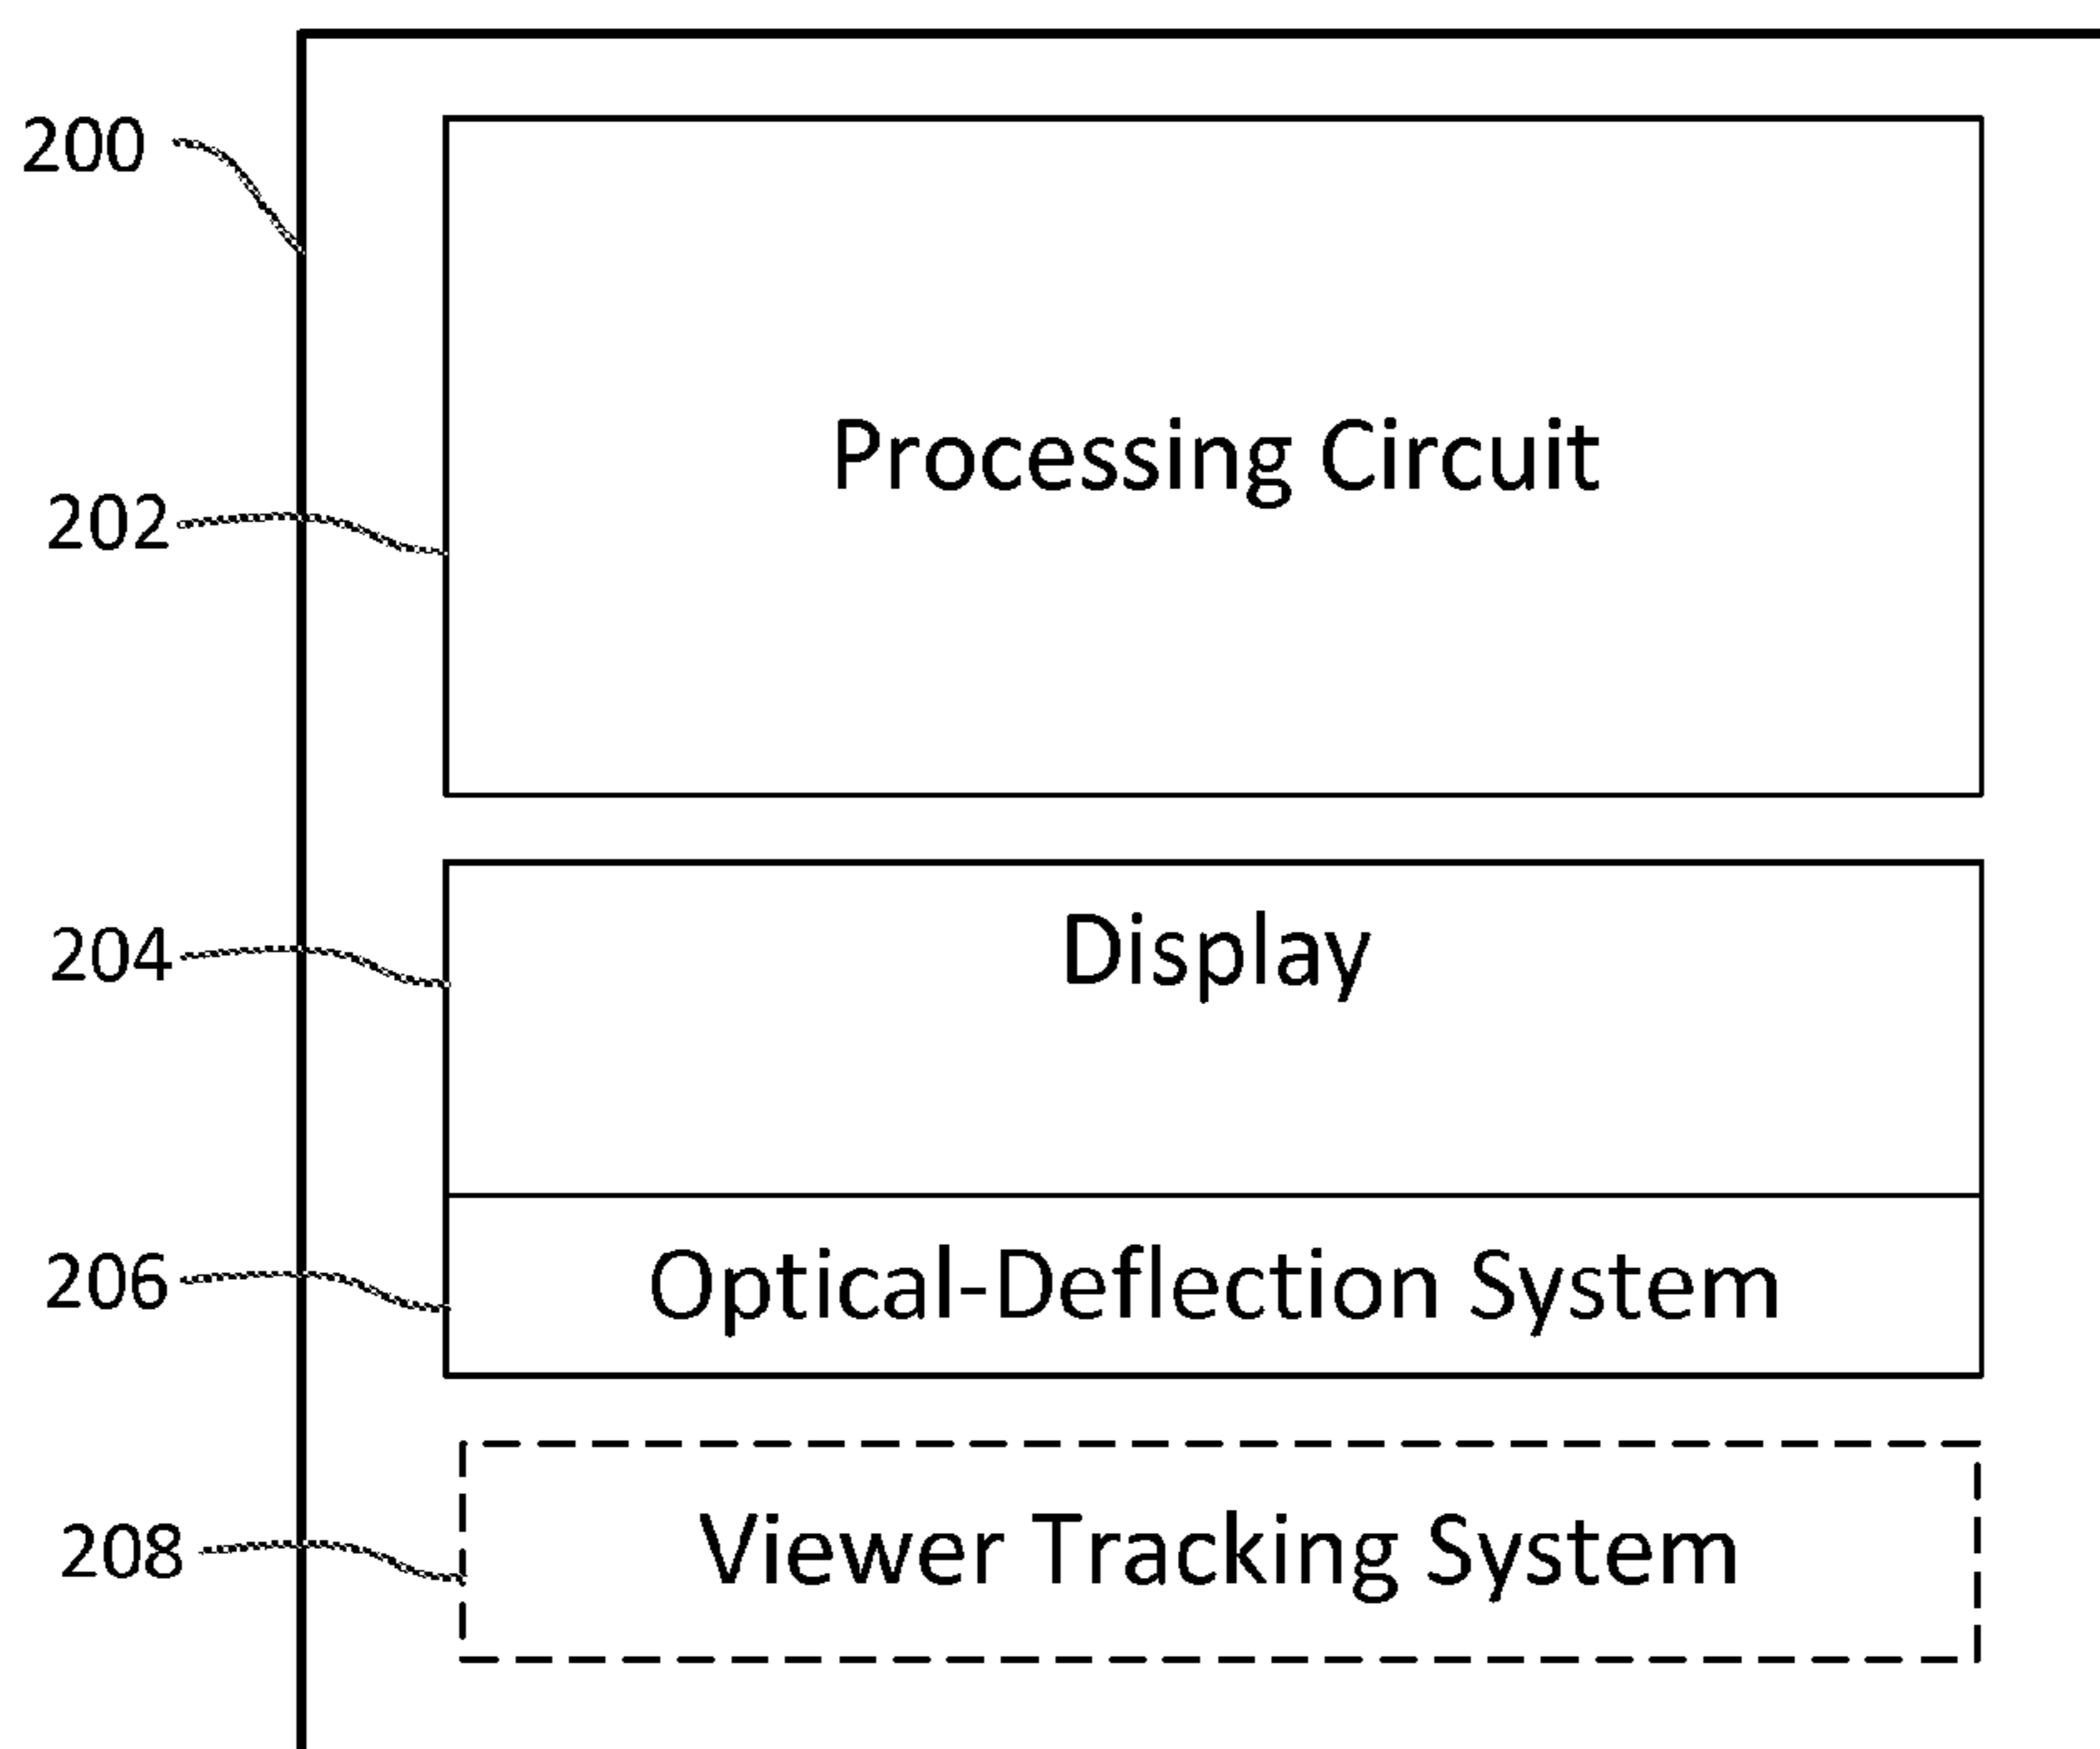 200
Processing Circuit
202
Display
204
Optical-Deflection System
206
Viewer Tracking System
208